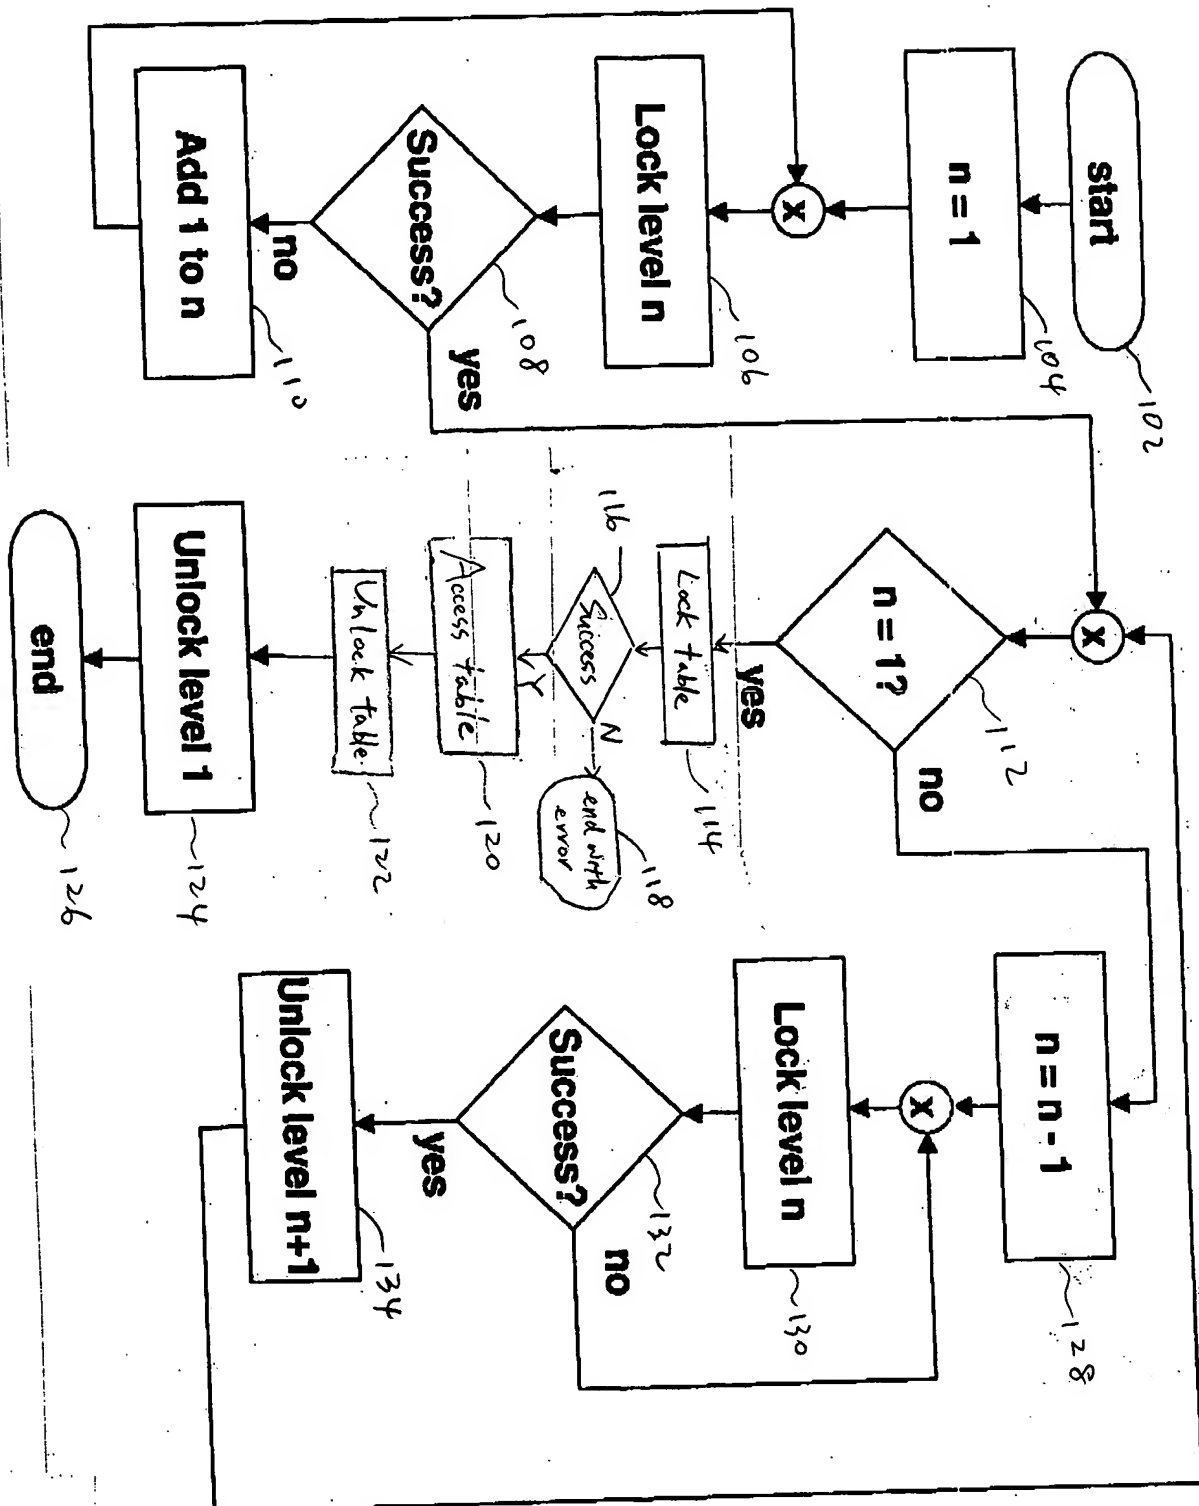 start
102
n = 1
104
x
Lock level n
106
Success?
108
no
yes
Add 1 to n
110
x
n = 1?
112
no
yes
Lock table
114
Success
116
N
end with
error
118
Y
Access table
120
Unlock table
122
Unlock level 1
124
end
126
n = n - 1
128
x
Lock level n
130
Success?
132
no
yes
Unlock level n+1
134